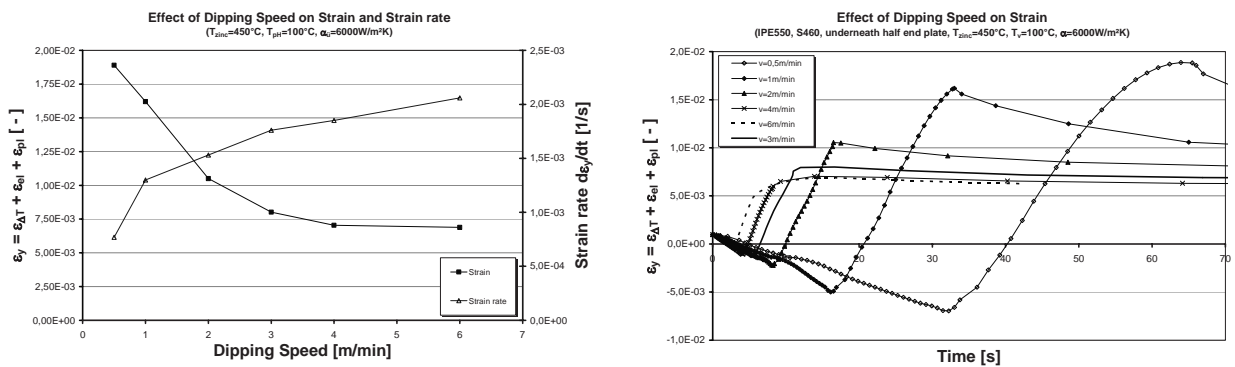 Effect of Dipping Speed on Strain and Strain rate
(Tzinc=450°C, TpH=100°C, αü=6000W/m²K)
2,00E-02
1,75E-02
1,50E-02
1,25E-02
1,00E-02
7,50E-03
5,00E-03
2,50E-03
0,00E+00
εy = εΔT + εel + εpl [ - ]
2,5E-03
2,0E-03
1,5E-03
1,0E-03
5,0E-04
0,0E+00
Strain rate dεy/dt [1/s]
Strain
Strain rate
0 1 2 3 4 5 6 7
Dipping Speed [m/min]
Effect of Dipping Speed on Strain
(IPE550, S460, underneath half end plate, Tzinc=450°C, Tv=100°C, α=6000W/m²K)
2,0E-02
1,5E-02
1,0E-02
5,0E-03
0,0E+00
-5,0E-03
-1,0E-02
εy = εΔT + εel + εpl [ - ]
v=0,5m/min
v=1m/min
v=2m/min
v=4m/min
v=6m/min
v=3m/min
0 10 20 30 40 50 60 70
Time [s]